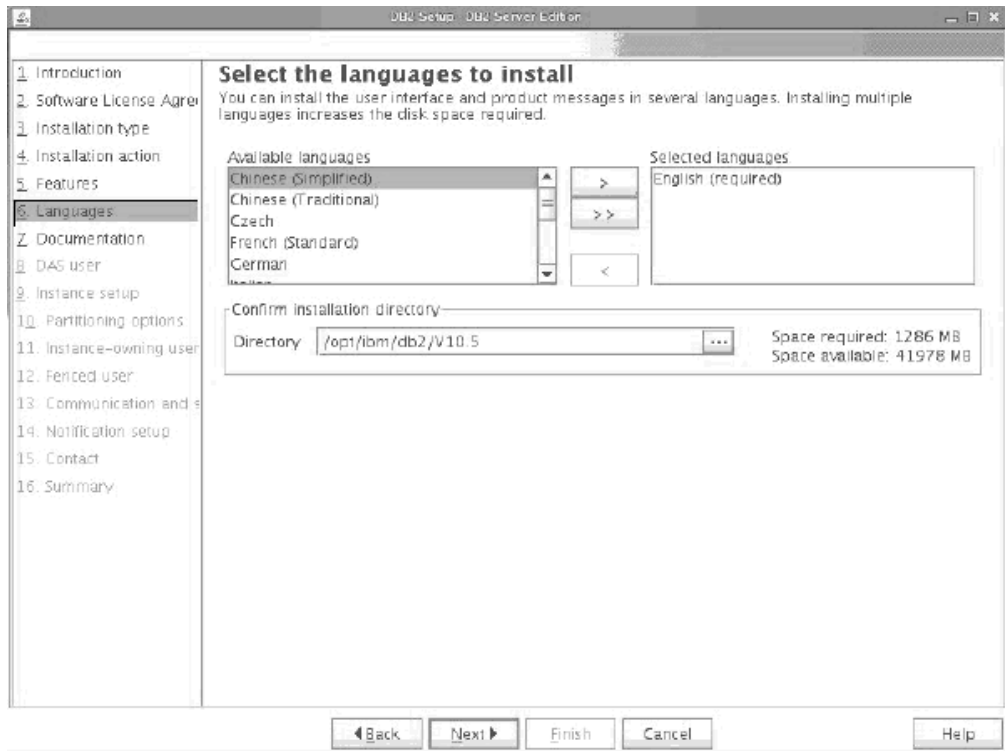 DB2 Setup - DB2 Server Edition
1. Introduction
2. Software License Agre
3. Installation type
4. Installation action
5. Features
6. Languages
7. Documentation
8. DAS user
9. Instance setup
10. Partitioning options
11. Instance-owning user
12. Fenced user
13. Communication and s
14. Notification setup
15. Contact
16. Summary
Select the languages to install
You can install the user interface and product messages in several languages. Installing multiple
languages increases the disk space required.
Available languages
Chinese (Simplified)
Chinese (Traditional)
Czech
French (Standard)
German
>
>>
<
Selected languages
English (required)
Confirm installation directory
Directory /opt/ibm/db2/V10.5 ...
Space required: 1286 MB
Space available: 41978 MB
Back Next Finish Cancel Help